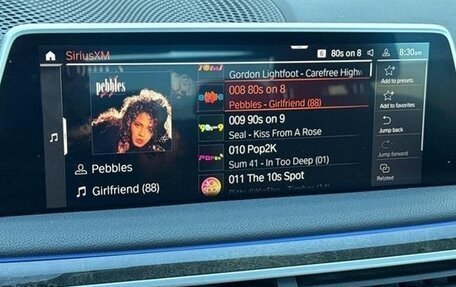 SiriusXM
6 80s on 8 8:30am
pebbles
Pebbles
Girlfriend (88)
Gordon Lightfoot - Carefree Highw
008 80s on 8
Pebbles - Girlfriend (88)
009 90s on 9
Seal - Kiss From A Rose
010 Pop2K
Sum 41 - In Too Deep (01)
011 The 10s Spot
Add to presets
Add to favorites
Jump back
Jump forward
Related